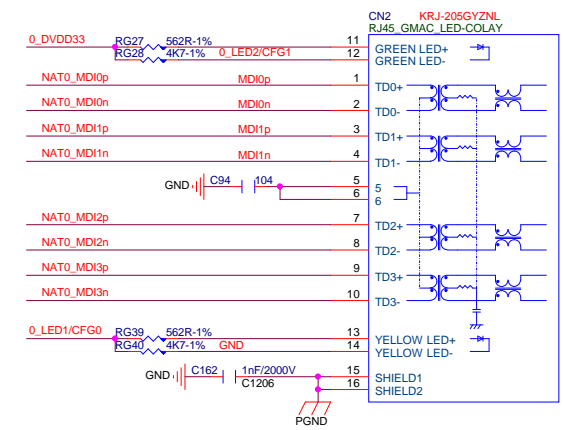 CN2 KRJ-205GYZNL
RJ45_GMAC_LED-COLAY
0_DVDD33 RG27 562R-1% 11 GREEN LED+
RG28 4K7-1% 0_LED2/CFG1 12 GREEN LED-
NAT0_MDI0p MDI0p 1 TD0+
NAT0_MDI0n MDI0n 2 TD0-
NAT0_MDI1p MDI1p 3 TD1+
NAT0_MDI1n MDI1n 4 TD1-
GND C94 104 5 5
6 6
NAT0_MDI2p 7 TD2+
NAT0_MDI2n 8 TD2-
NAT0_MDI3p 9 TD3+
NAT0_MDI3n 10 TD3-
0_LED1/CFG0 RG39 562R-1% 13 YELLOW LED+
RG40 4K7-1% GND 14 YELLOW LED-
GND C162 1nF/2000V 15 SHIELD1
C1206 16 SHIELD2
PGND